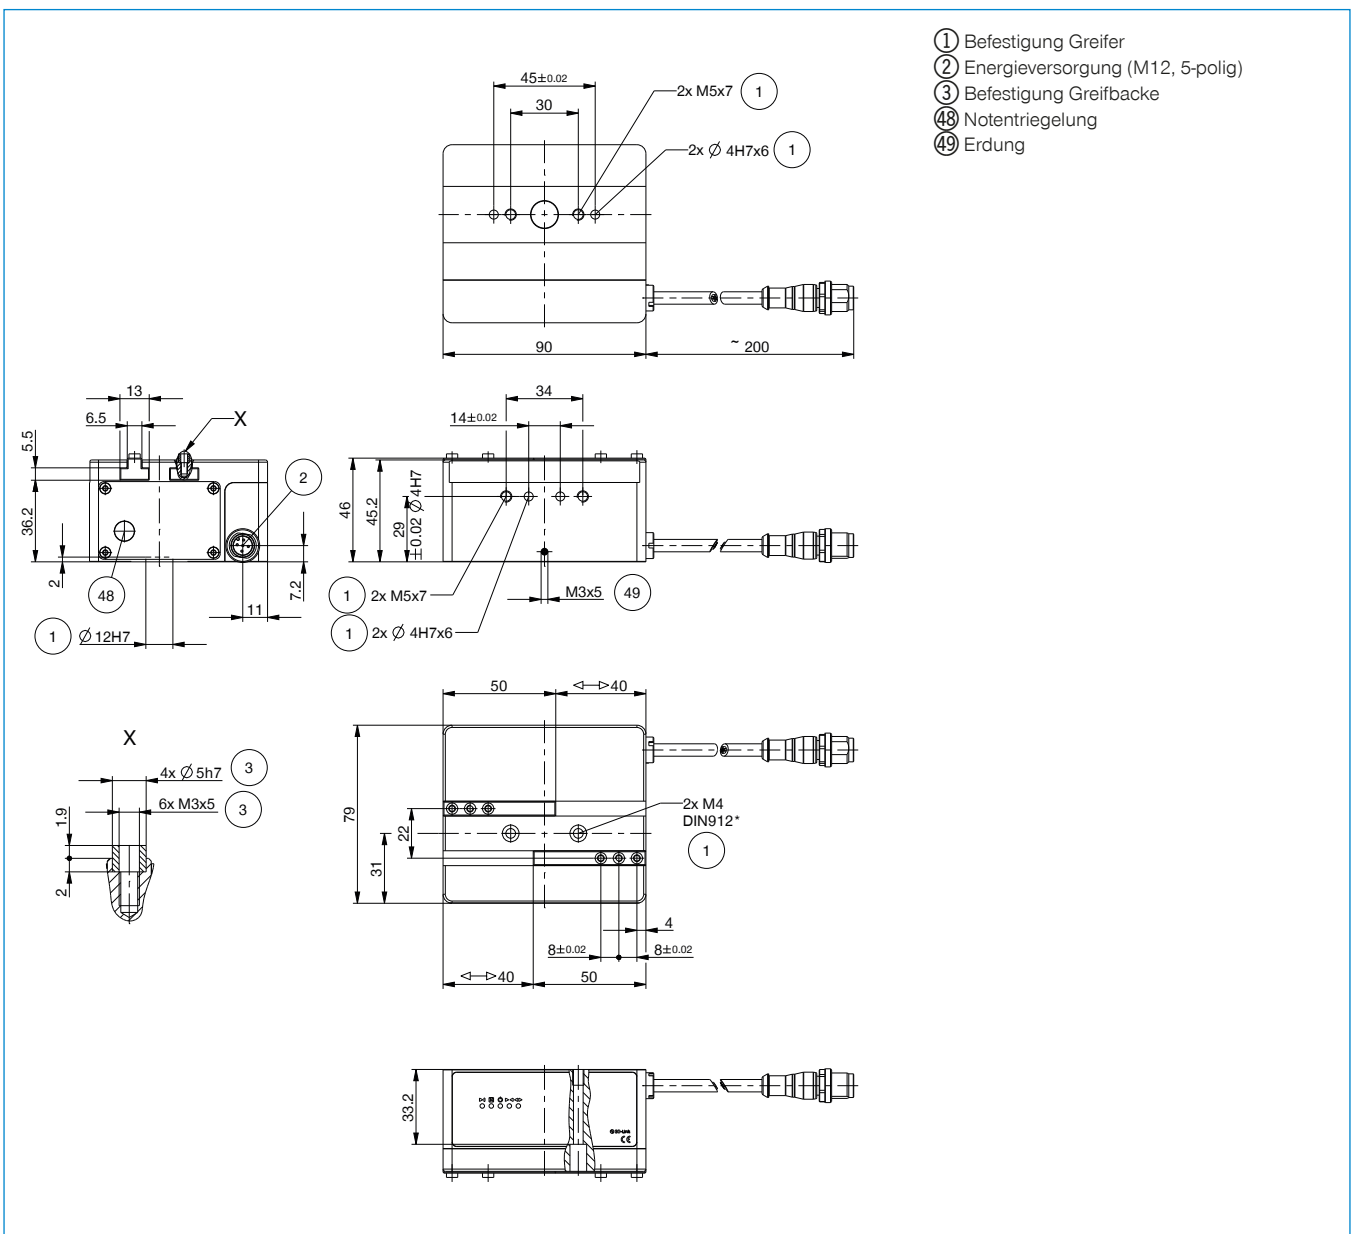 1 Befestigung Greifer
2 Energieversorgung (M12, 5-polig)
3 Befestigung Greifbacke
48 Notentriegelung
49 Erdung
45±0.02
30
2x M5x7 1
2x Ø 4H7x6 1
90
~ 200
13
6.5
X
5.5
36.2
2
2
48
7.2
11
1 Ø 12H7
34
14±0.02
46
45.2
29
±0.02 Ø 4H7
1 2x M5x7
M3x5 49
1 2x Ø 4H7x6
X
4x Ø 5h7 3
6x M3x5 3
1.9
2
50
40
79
22
31
2x M4
DIN912*
1
4
8±0.02
8±0.02
40
50
33.2
IO-Link
CE